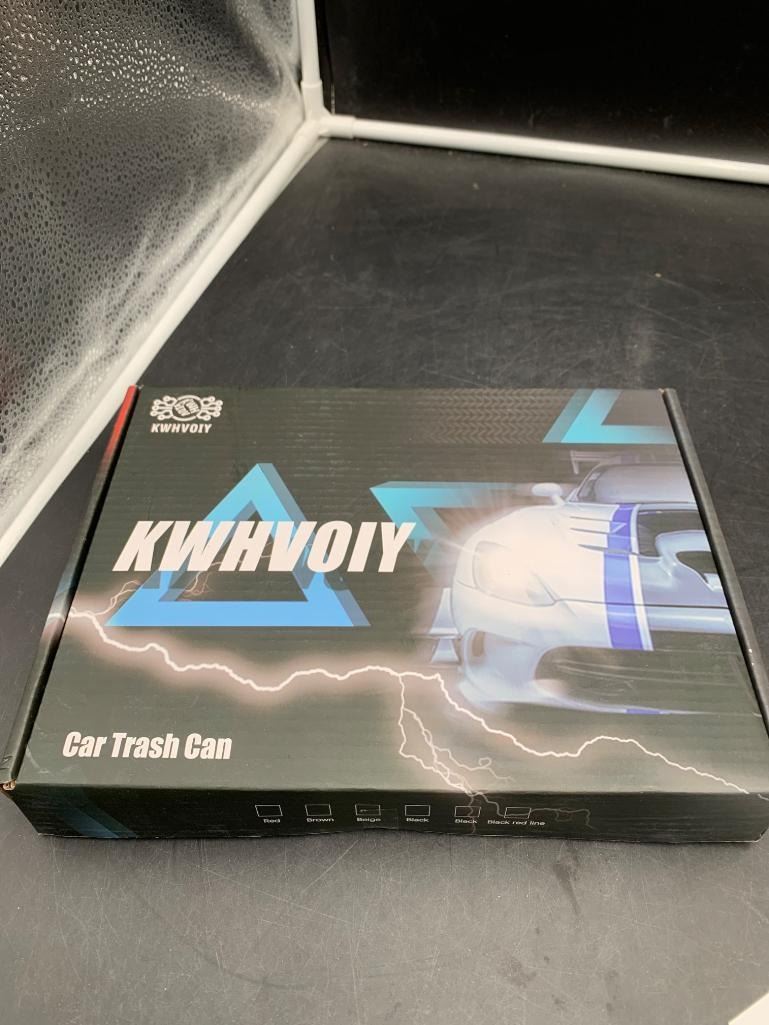 KWHVOIY
KWHVOIY
Car Trash Can
Red Brown Beige Black Black Black red line